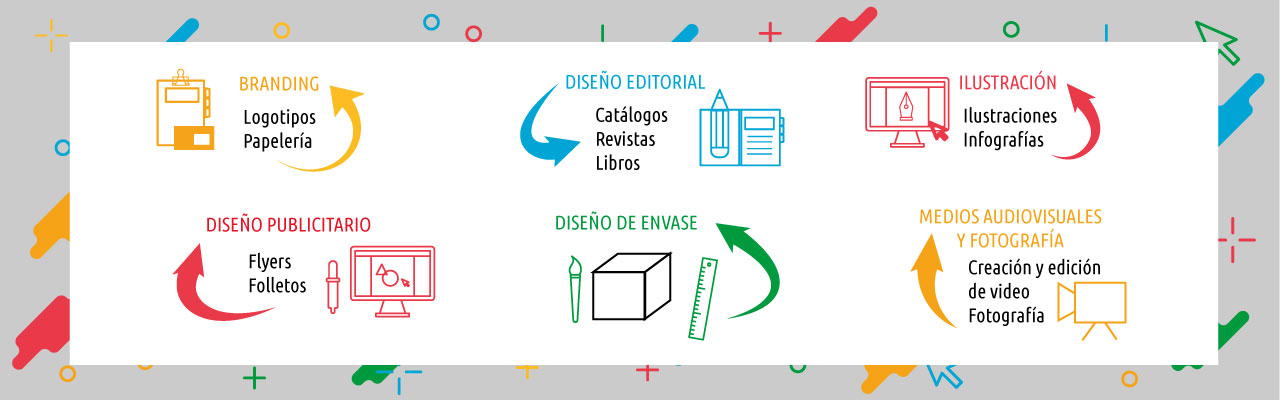 BRANDING
Logotipos
Papelería
DISEÑO EDITORIAL
Catálogos
Revistas
Libros
ILUSTRACIÓN
Ilustraciones
Infografías
DISEÑO PUBLICITARIO
Flyers
Folletos
DISEÑO DE ENVASE
MEDIOS AUDIOVISUALES
Y FOTOGRAFÍA
Creación y edición
de video
Fotografía